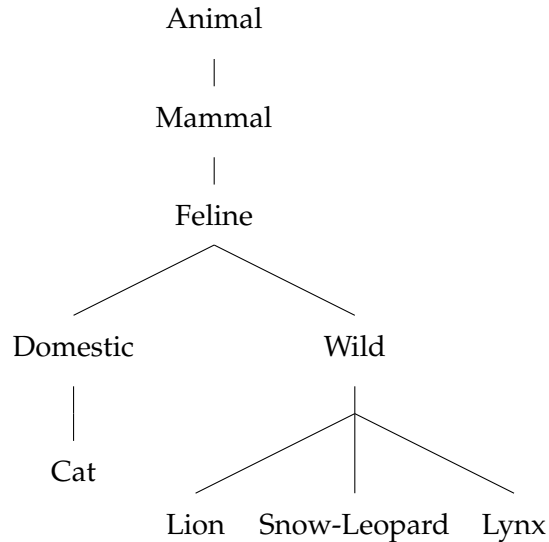 Animal
Mammal
Feline
Domestic Wild
Cat
Lion Snow-Leopard Lynx